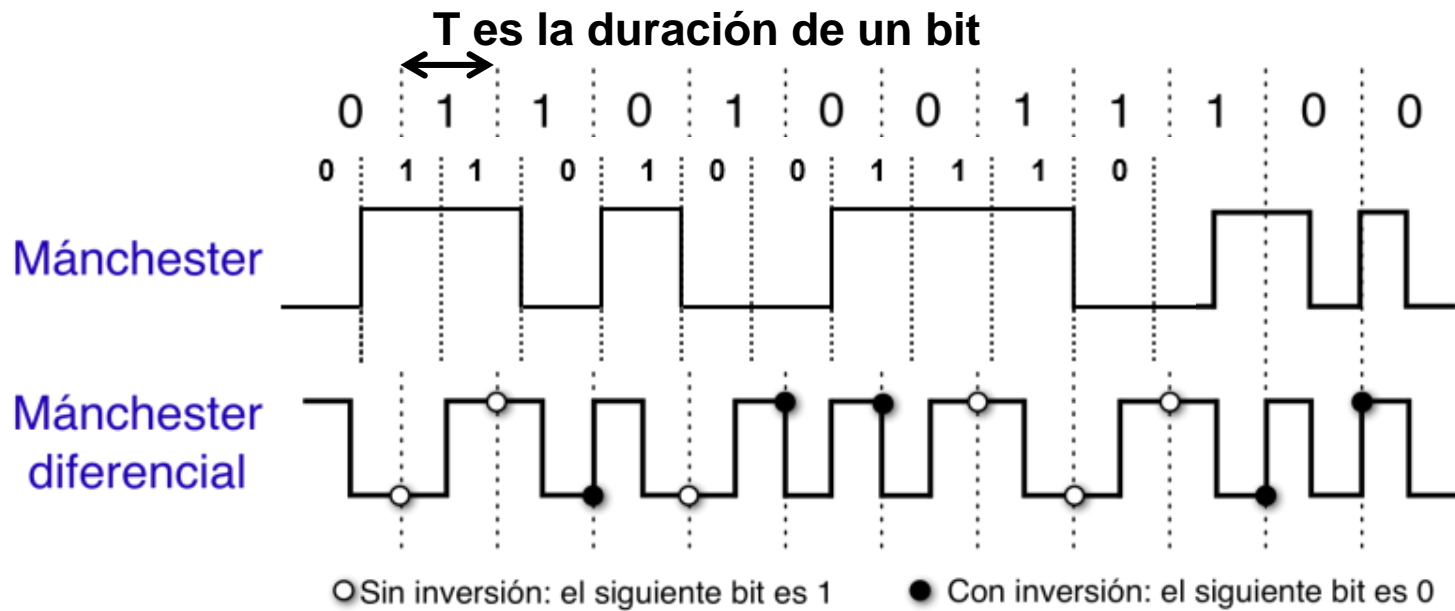 T es la duración de un bit
0 1 1 0 1 0 0 1 1 1 0 0
0 1 1 0 1 0 0 1 1 1 0
Mánchester
Mánchester
diferencial
Sin inversión: el siguiente bit es 1
Con inversión: el siguiente bit es 0